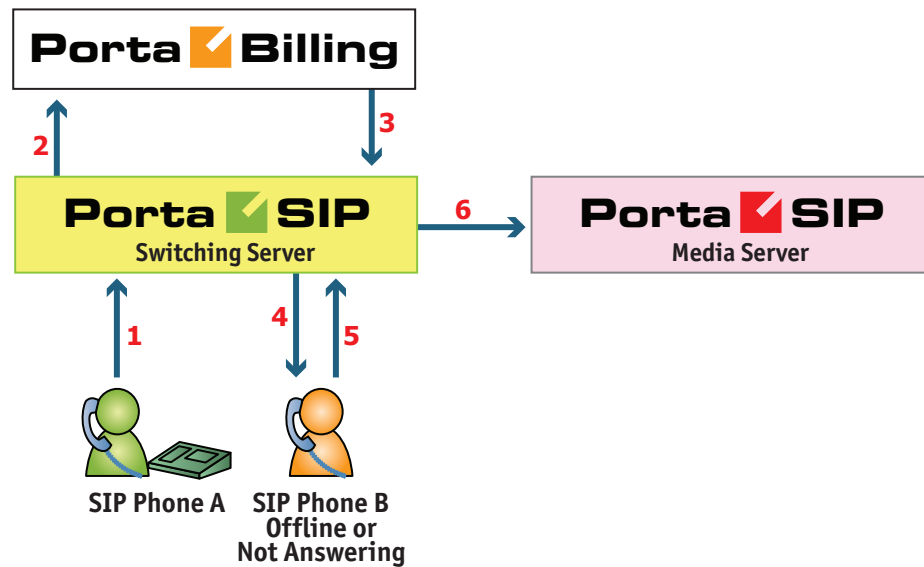 Porta Billing
2
3
Porta SIP
Switching Server
6
Porta SIP
Media Server
1
4
5
SIP Phone A
SIP Phone B
Offline or
Not Answering